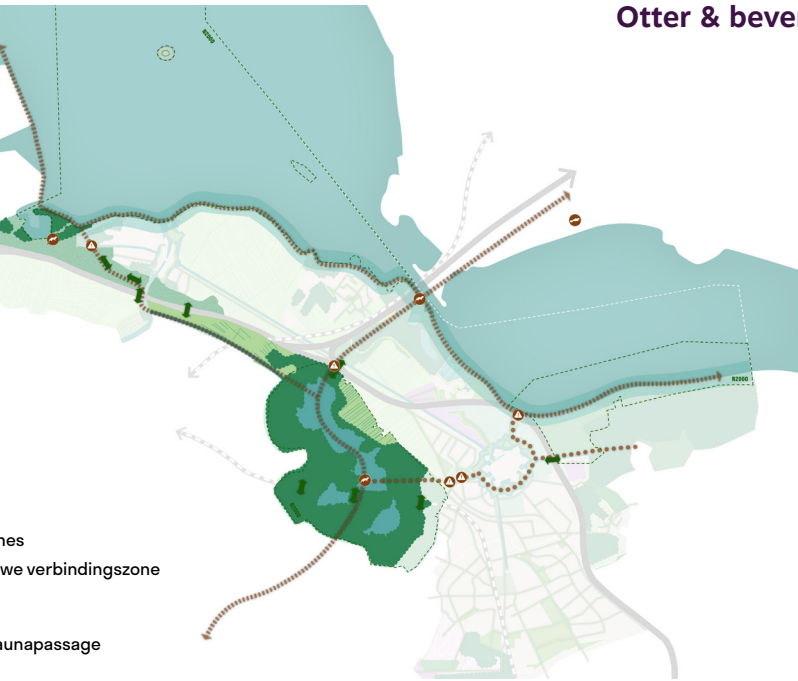 Otter & bever
N2000
N2000
nes
we verbindingszone
aunapassage